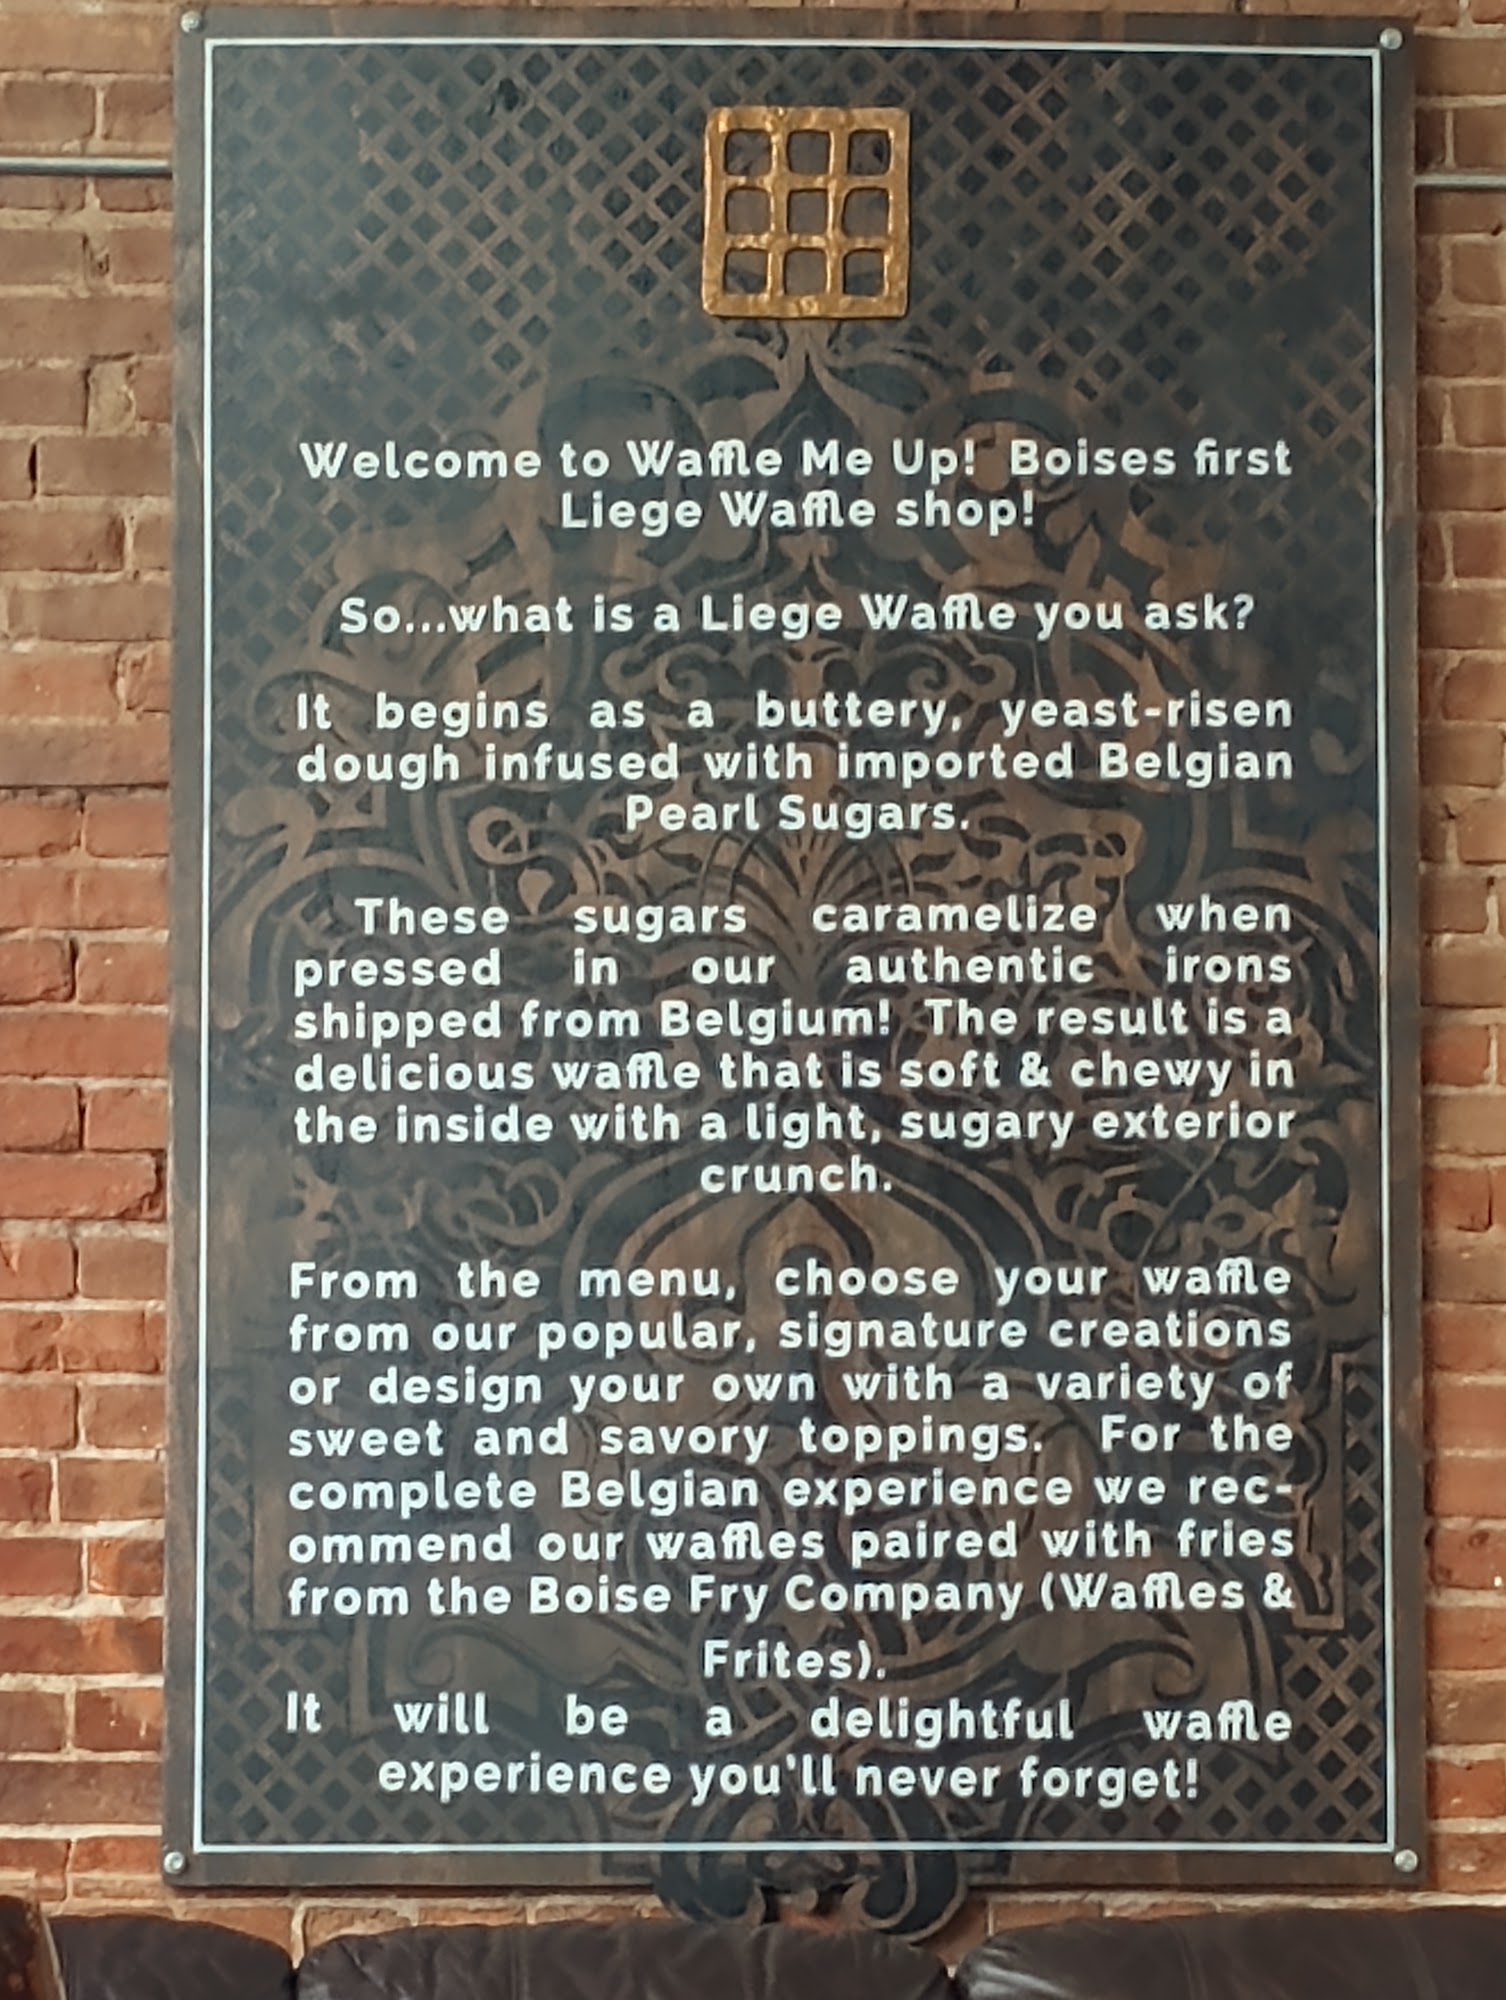 Welcome to Waffle Me Up!  Boises first
Liege Waffle shop!
So...what is a Liege Waffle you ask?
It begins as a buttery, yeast-risen
dough infused with imported Belgian
Pearl Sugars.
These sugars caramelize when
pressed in our authentic irons
shipped from Belgium!  The result is a
delicious waffle that is soft & chewy in
the inside with a light, sugary exterior
crunch.
From the menu, choose your waffle
from our popular, signature creations
or design your own with a variety of
sweet and savory toppings.  For the
complete Belgian experience we rec-
ommend our waffles paired with fries
from the Boise Fry Company (Waffles &
Frites).
It will be a delightful waffle
experience you'll never forget!